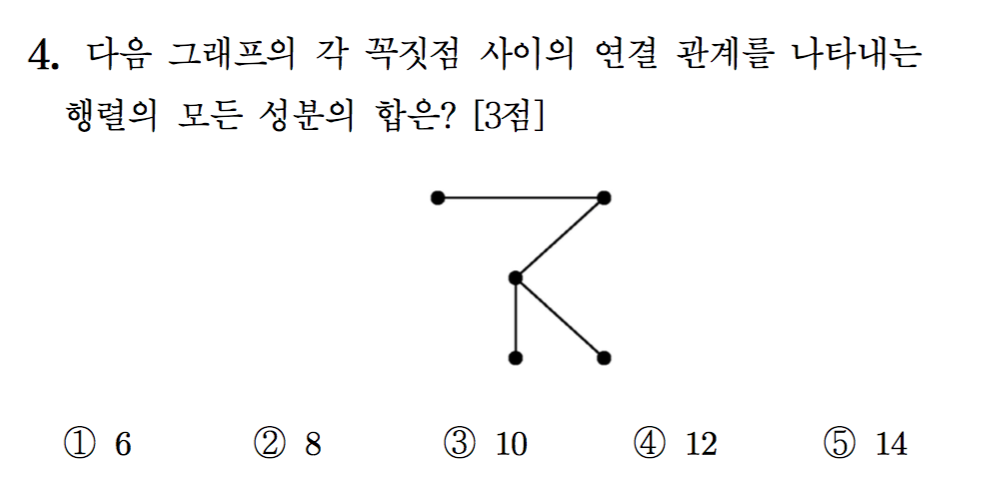 4. 다음 그래프의 각 꼭짓점 사이의 연결 관계를 나타내는
행렬의 모든 성분의 합은? [3점]
① 6 ② 8 ③ 10 ④ 12 ⑤ 14